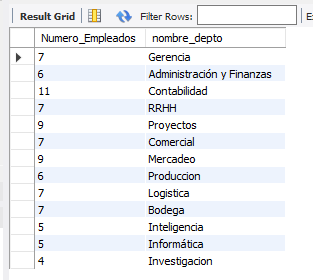 Result Grid Filter Rows: E
Numero_Empleados nombre_depto
7 Gerencia
6 Administración y Finanzas
11 Contabilidad
7 RRHH
9 Proyectos
7 Comercial
9 Mercadeo
6 Produccion
7 Logistica
7 Bodega
5 Inteligencia
5 Informática
4 Investigacion